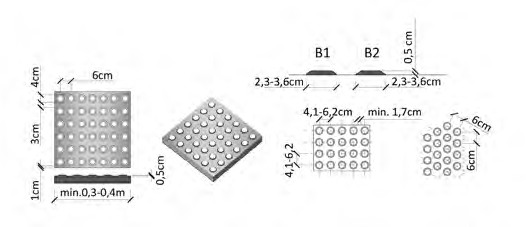 B1 B2
0,5 cm
4cm
6cm
2,3-3,6cm 2,3-3,6cm
3cm
4,1-6,2cm min. 1,7cm
6cm
6cm
4,1-6,2
1cm
0,5cm
min.0,3-0,4m